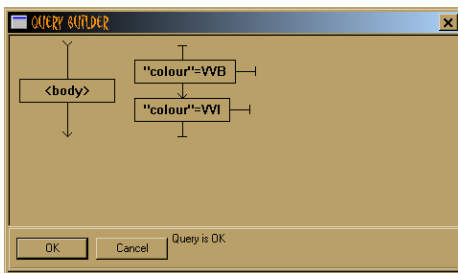 QUERY BUILDER
"colour"=VVB
<body>
"colour"=VVI
Query is OK
OK
Cancel